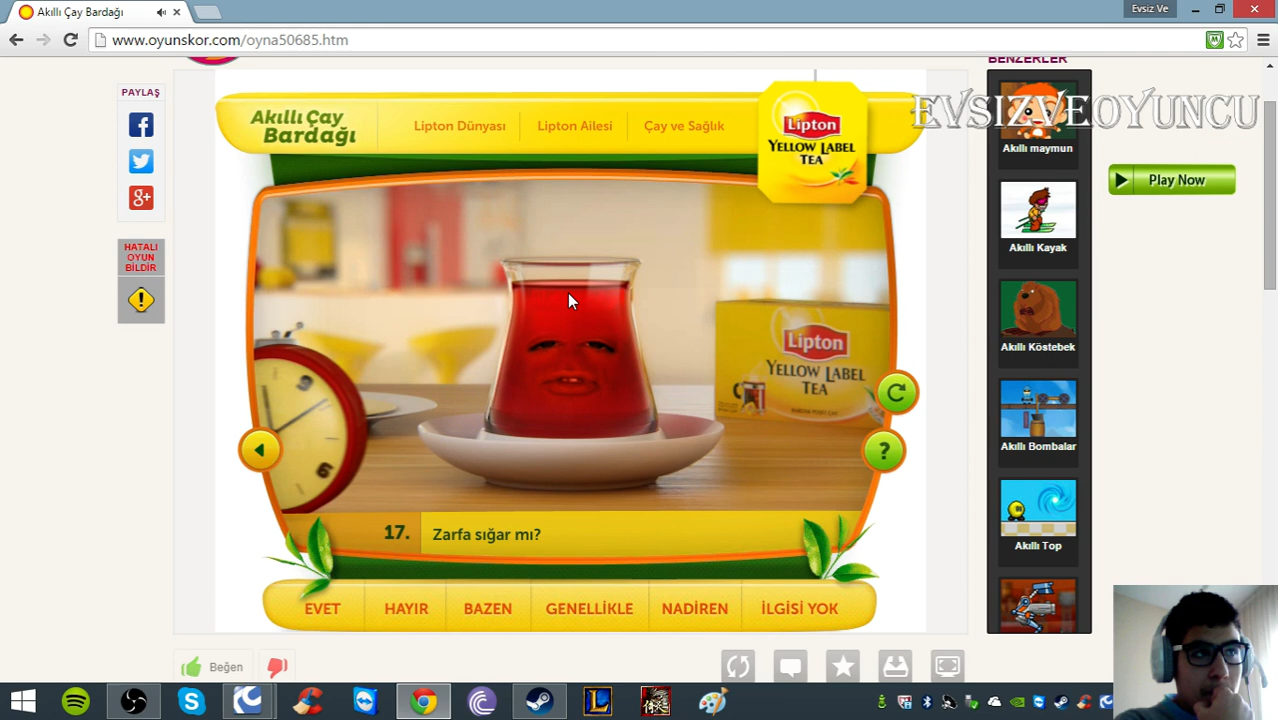 Akıllı Çay Bardağı
Evsiz Ve
www.oyunskor.com/oyna50685.htm
PAYLAŞ
HATALI
OYUN
BİLDİR
Akıllı Çay
Bardağı
Lipton Dünyası
Lipton Ailesi
Çay ve Sağlık
Lipton
YELLOW LABEL
TEA
Lipton
YELLOW LABEL
TEA
17. Zarfa sığar mı?
EVET
HAYIR
BAZEN
GENELLİKLE
NADİREN
İLGİSİ YOK
Beğen
BENZERLER
EVSIZVEOYUNCU
Akıllı maymun
Akıllı Kayak
Akıllı Köstebek
Akıllı Bombalar
Akıllı Top
Play Now